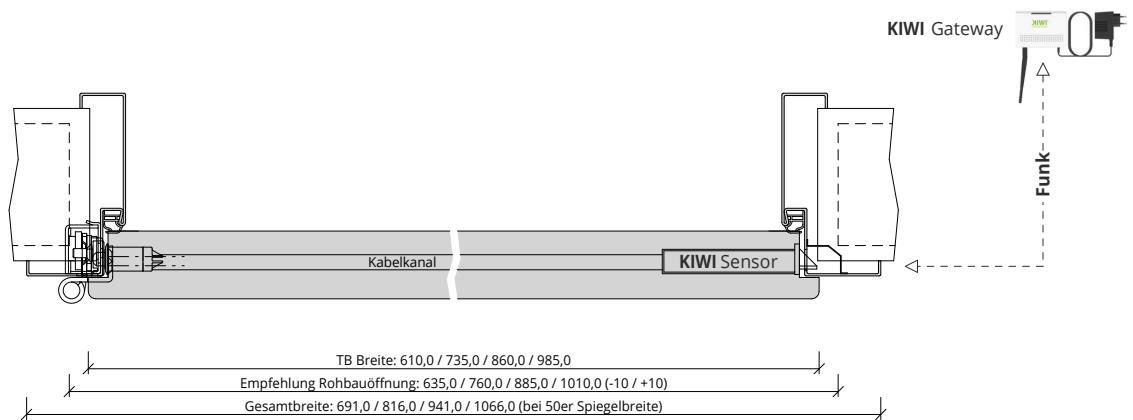 KIWI Gateway
KIWI
Funk
Kabelkanal
KIWI Sensor
TB Breite: 610,0 / 735,0 / 860,0 / 985,0
Empfehlung Rohbauöffnung: 635,0 / 760,0 / 885,0 / 1010,0 (-10 / +10)
Gesamtbreite: 691,0 / 816,0 / 941,0 / 1066,0 (bei 50er Spiegelbreite)